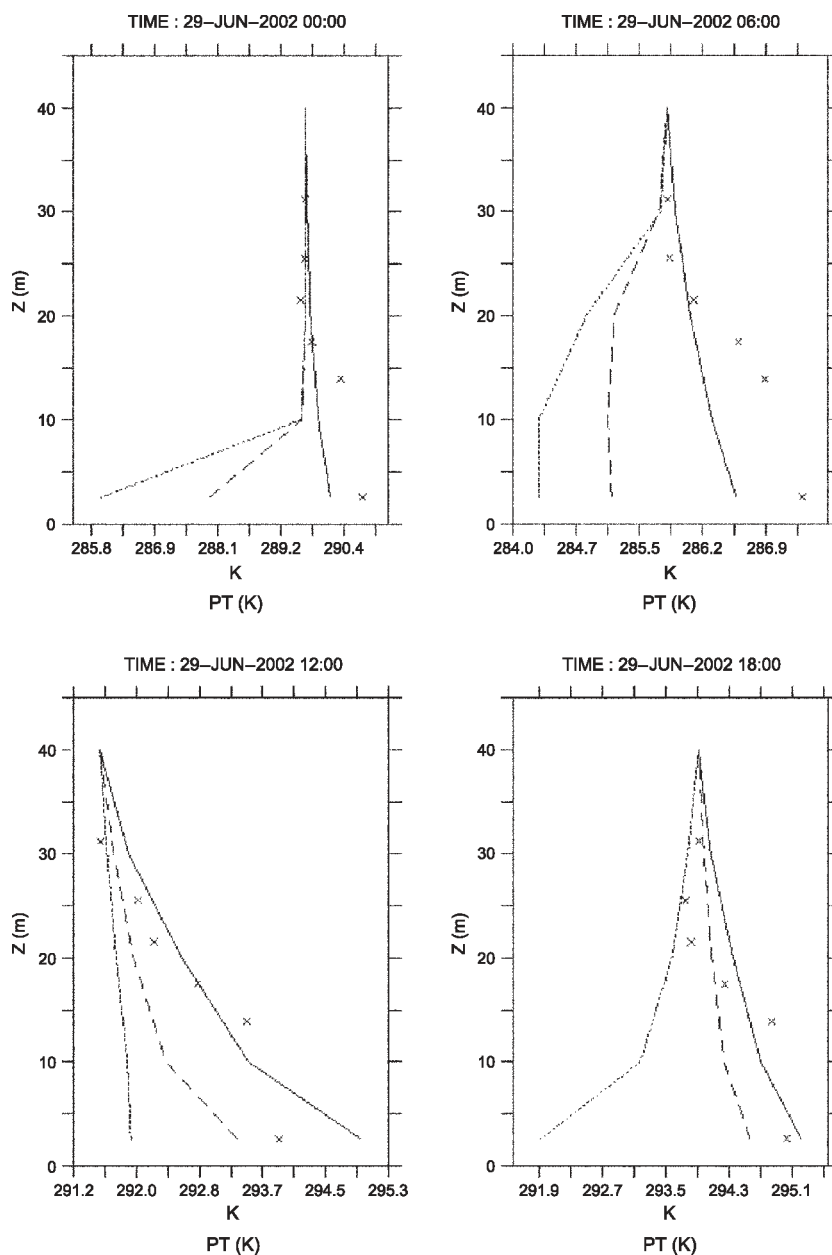 TIME : 29–JUN–2002 00:00
40
30
20
10
0
Z (m)
285.8 286.9 288.1 289.2 290.4
K
PT (K)
TIME : 29–JUN–2002 06:00
40
30
20
10
0
Z (m)
284.0 284.7 285.5 286.2 286.9
K
PT (K)
TIME : 29–JUN–2002 12:00
40
30
20
10
0
Z (m)
291.2 292.0 292.8 293.7 294.5 295.3
K
PT (K)
TIME : 29–JUN–2002 18:00
40
30
20
10
0
Z (m)
291.9 292.7 293.5 294.3 295.1
K
PT (K)